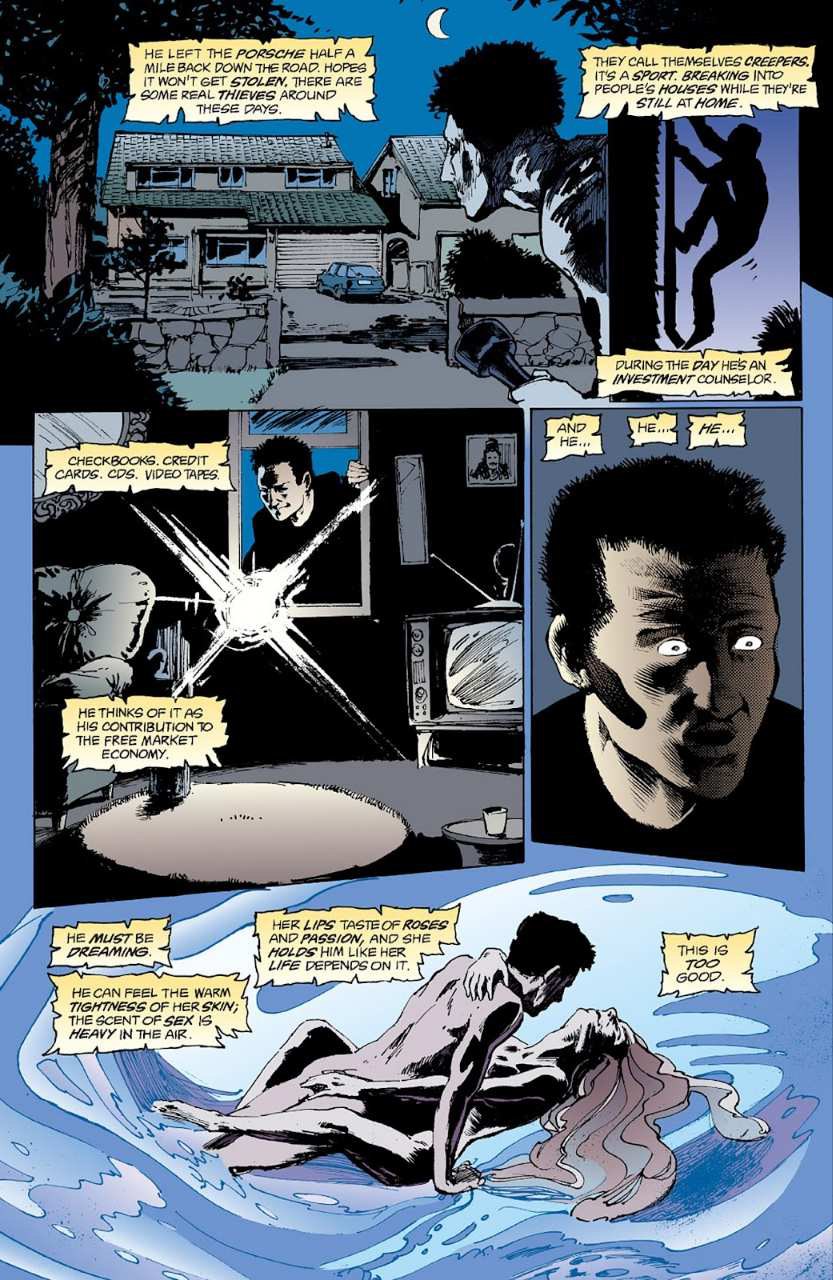 HE LEFT THE PORSCHE HALF A
MILE BACK DOWN THE ROAD. HOPES
IT WON'T GET STOLEN. THERE ARE
SOME REAL THIEVES AROUND
THESE DAYS.
THEY CALL THEMSELVES CREEPERS.
IT'S A SPORT. BREAKING INTO
PEOPLE'S HOUSES WHILE THEY'RE
STILL AT HOME.
DURING THE DAY HE'S AN
INVESTMENT COUNSELOR.
CHECKBOOKS. CREDIT
CARDS. CDS. VIDEO TAPES.
2
HE THINKS OF IT AS
HIS CONTRIBUTION TO
THE FREE MARKET
ECONOMY.
AND
HE...
HE...
HE...
HE MUST BE
DREAMING.
HE CAN FEEL THE WARM
TIGHTNESS OF HER SKIN;
THE SCENT OF SEX IS
HEAVY IN THE AIR.
HER LIPS TASTE OF ROSES
AND PASSION, AND SHE
HOLDS HIM LIKE HER
LIFE DEPENDS ON IT.
THIS IS
TOO
GOOD.